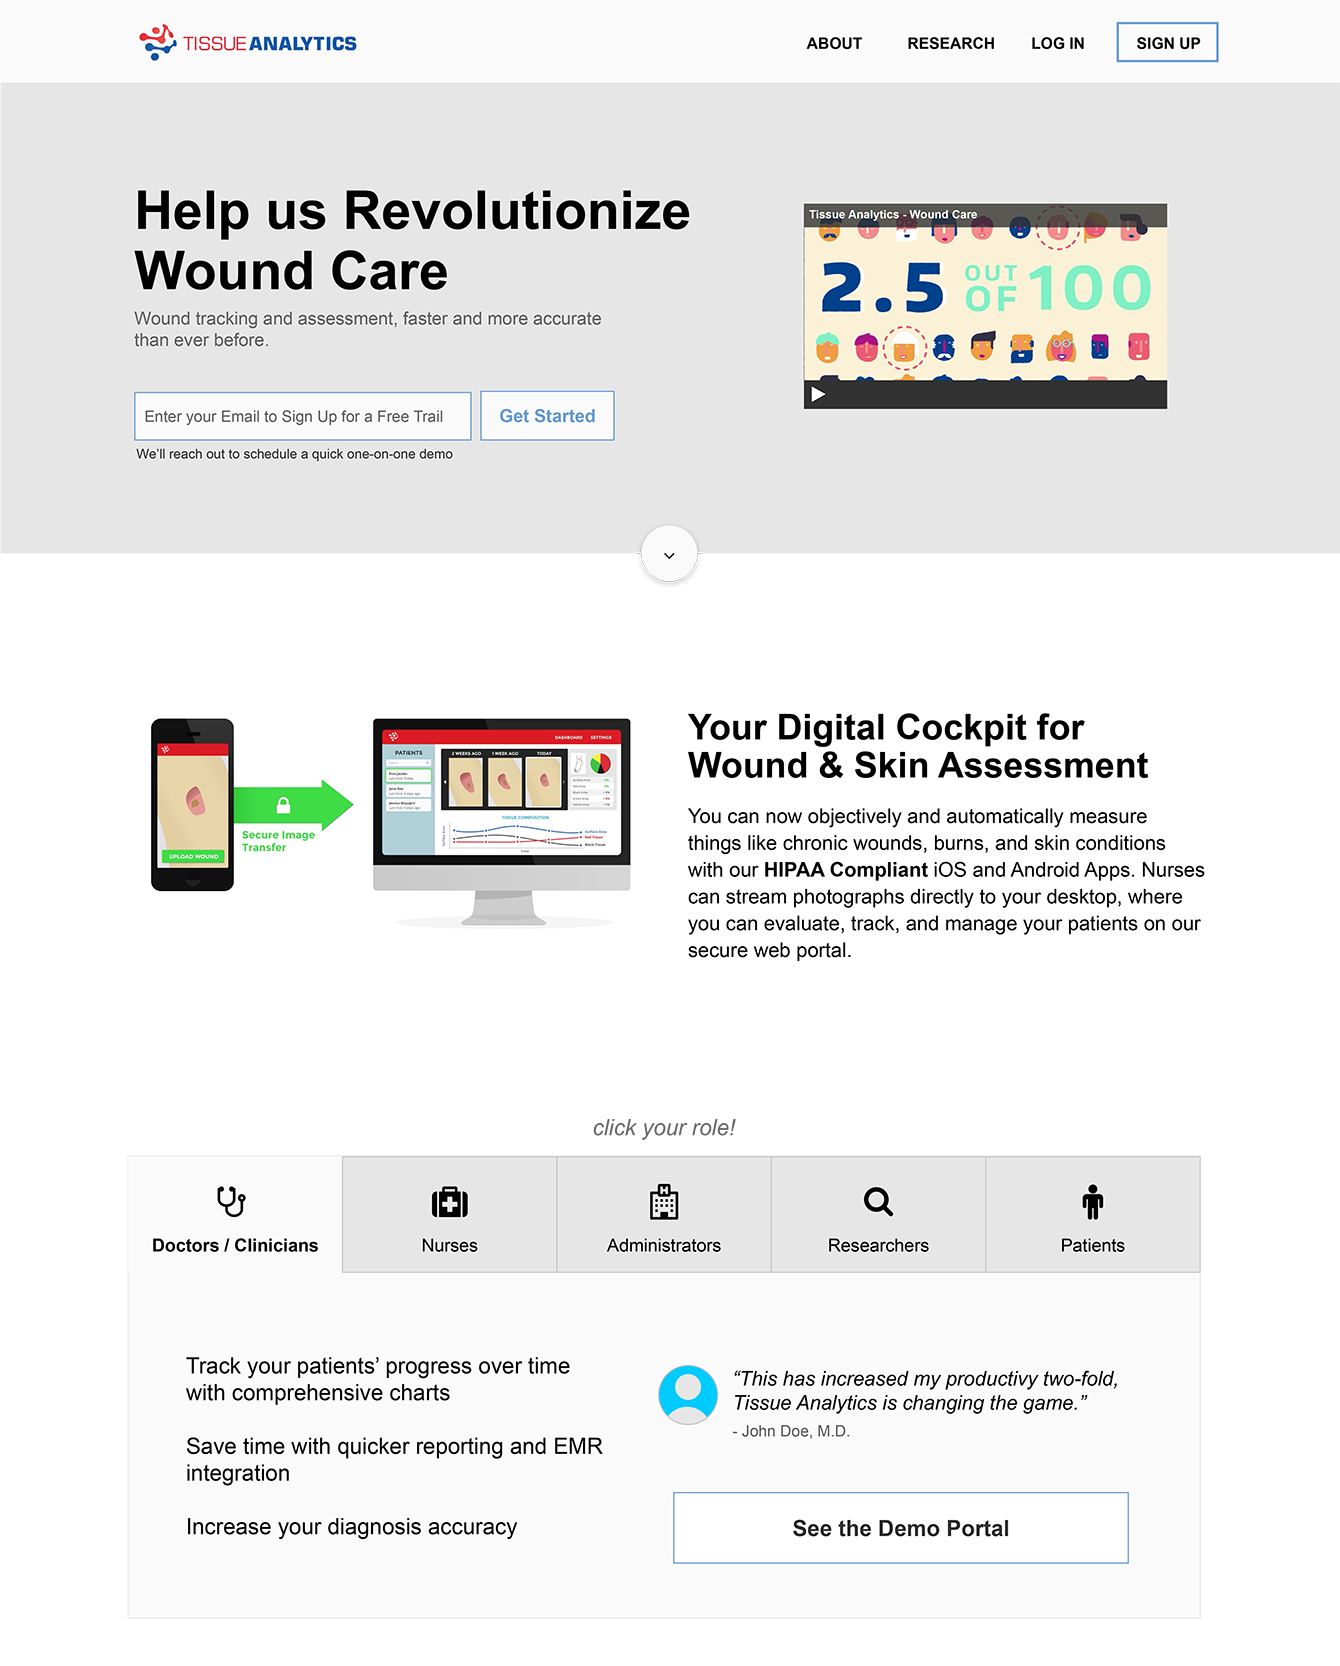 TISSUE ANALYTICS
ABOUT
RESEARCH
LOG IN
SIGN UP
Help us Revolutionize
Wound Care
Wound tracking and assessment, faster and more accurate
than ever before.
Enter your Email to Sign Up for a Free Trail
Get Started
We'll reach out to schedule a quick one-on-one demo
Tissue Analytics - Wound Care
2.5 OUT OF 100
UPLOAD WOUND
Secure Image
Transfer
DASHBOARD SETTINGS
PATIENTS
2 WEEKS AGO 1 WEEK AGO TODAY
TISSUE COMPOSITION
Surface Area
Red Tissue
Black Tissue
Your Digital Cockpit for
Wound & Skin Assessment
You can now objectively and automatically measure
things like chronic wounds, burns, and skin conditions
with our HIPAA Compliant iOS and Android Apps. Nurses
can stream photographs directly to your desktop, where
you can evaluate, track, and manage your patients on our
secure web portal.
click your role!
Doctors / Clinicians
Nurses
Administrators
Researchers
Patients
Track your patients' progress over time
with comprehensive charts
Save time with quicker reporting and EMR
integration
Increase your diagnosis accuracy
“This has increased my productivy two-fold,
Tissue Analytics is changing the game.”
- John Doe, M.D.
See the Demo Portal